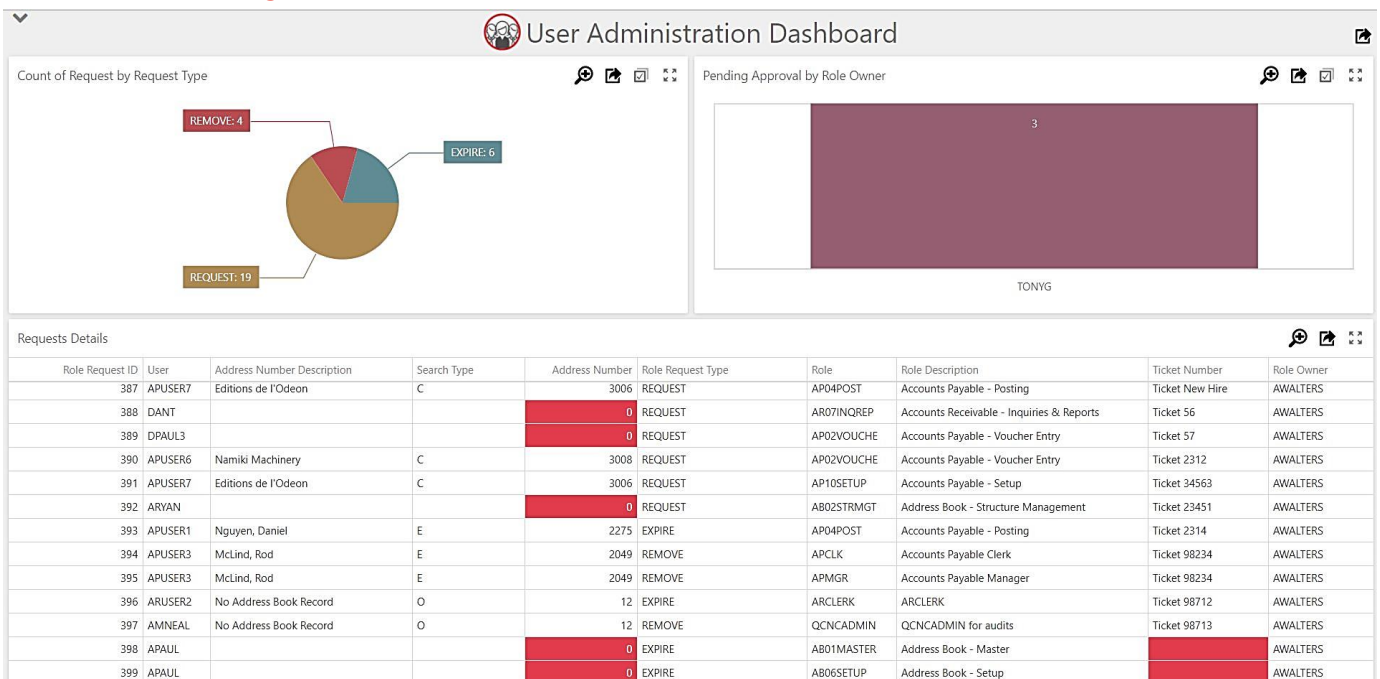 User Administration Dashboard
Count of Request by Request Type
REMOVE: 4
EXPIRE: 6
REQUEST: 19
Pending Approval by Role Owner
3
TONYG
Requests Details
Role Request ID User Address Number Description Search Type Address Number Role Request Type Role Role Description Ticket Number Role Owner
387 APUSER7 Editions de l'Odeon C 3006 REQUEST AP04POST Accounts Payable - Posting Ticket New Hire AWALTERS
388 DANT 0 REQUEST AR07INQREP Accounts Receivable - Inquiries & Reports Ticket 56 AWALTERS
389 DPAUL3 0 REQUEST AP02VOUCHE Accounts Payable - Voucher Entry Ticket 57 AWALTERS
390 APUSER6 Namiki Machinery C 3008 REQUEST AP02VOUCHE Accounts Payable - Voucher Entry Ticket 2312 AWALTERS
391 APUSER7 Editions de l'Odeon C 3006 REQUEST AP10SETUP Accounts Payable - Setup Ticket 34563 AWALTERS
392 ARYAN 0 REQUEST AB02STRMGT Address Book - Structure Management Ticket 23451 AWALTERS
393 APUSER1 Nguyen, Daniel E 2275 EXPIRE AP04POST Accounts Payable - Posting Ticket 2314 AWALTERS
394 APUSER3 McLind, Rod E 2049 REMOVE APCLK Accounts Payable Clerk Ticket 98234 AWALTERS
395 APUSER3 McLind, Rod E 2049 REMOVE APMGR Accounts Payable Manager Ticket 98234 AWALTERS
396 ARUSER2 No Address Book Record O 12 EXPIRE ARCLERK ARCLERK Ticket 98712 AWALTERS
397 AMNEAL No Address Book Record O 12 REMOVE QCNCADMIN QCNCADMIN for audits Ticket 98713 AWALTERS
398 APAUL 0 EXPIRE AB01MASTER Address Book - Master AWALTERS
399 APAUL 0 EXPIRE AB06SETUP Address Book - Setup AWALTERS